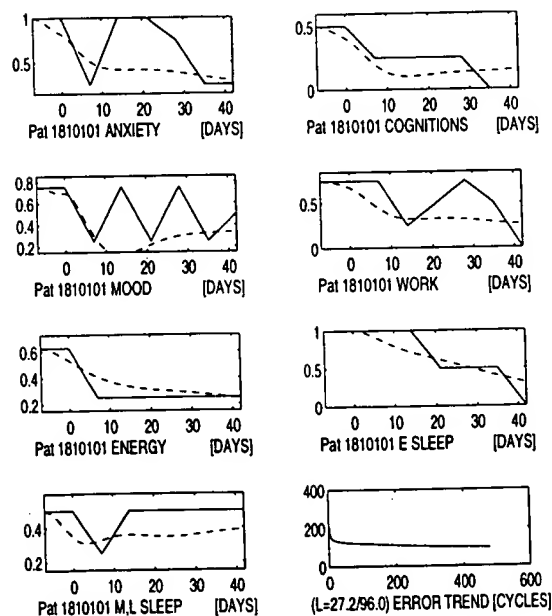 1
0.5
0 10 20 30 40
Pat 1810101 ANXIETY [DAYS]
0.5
0
0 10 20 30 40
Pat 1810101 COGNITIONS [DAYS]
0.8
0.6
0.4
0.2
0 10 20 30 40
Pat 1810101 MOOD [DAYS]
0.5
0
0 10 20 30 40
Pat 1810101 WORK [DAYS]
0.6
0.4
0.2
0 10 20 30 40
Pat 1810101 ENERGY [DAYS]
1
0.5
0
0 10 20 30 40
Pat 1810101 E SLEEP [DAYS]
0.4
0.2
0 10 20 30 40
Pat 1810101 M,L SLEEP [DAYS]
400
200
0
0 200 400 600
(L=27.2/96.0) ERROR TREND [CYCLES]